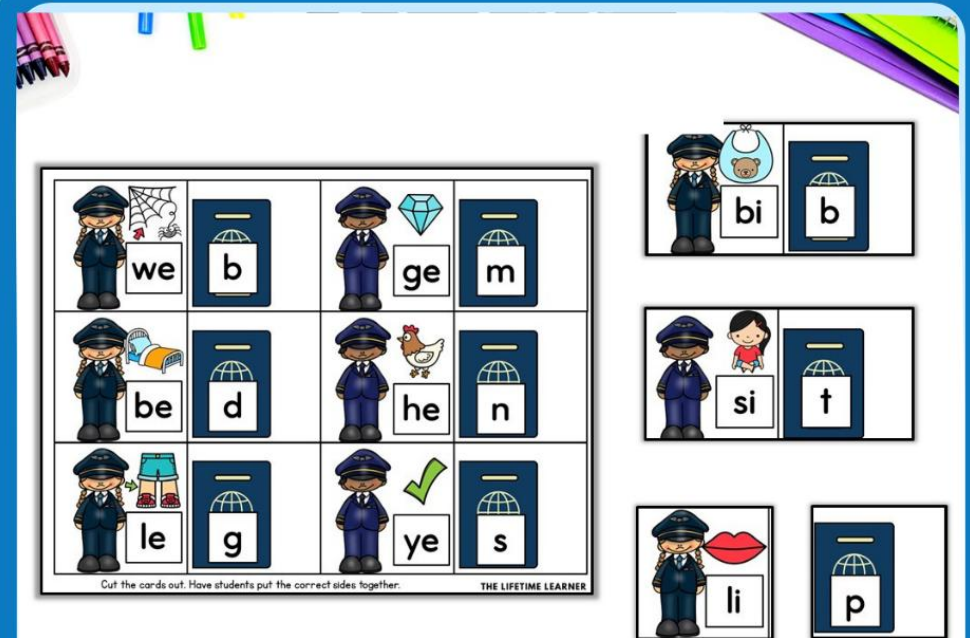 we b ge m
be d he n
le g ye s
Cut the cards out. Have students put the correct sides together. THE LIFETIME LEARNER
bi b
si t
li p